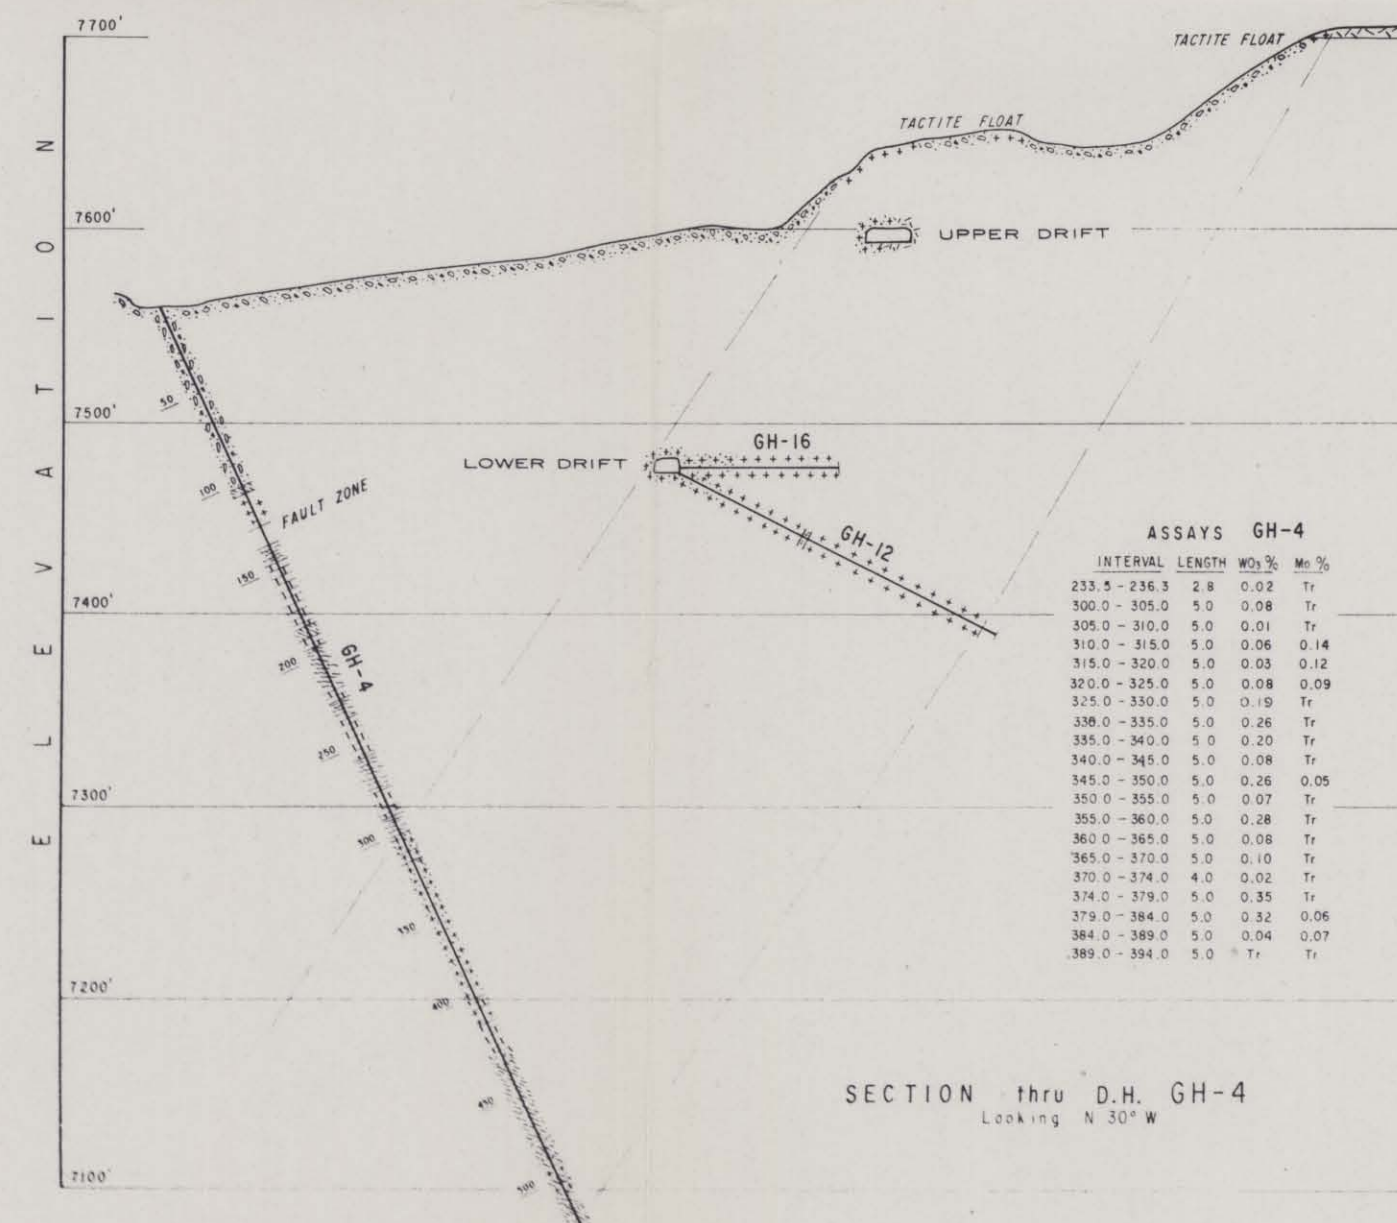 7700'
TACTITE FLOAT
TACTITE FLOAT
ELEVATION
7600'
UPPER DRIFT
7500'
50
GH-16
LOWER DRIFT
100
FAULT ZONE
GH-12
150
7400'
200
GH-4
250
7300'
300
350
7200'
400
450
7100'
500
ASSAYS GH-4
INTERVAL LENGTH WO3 % Mo %
233.5 - 236.3 2.8 0.02 Tr
300.0 - 305.0 5.0 0.08 Tr
305.0 - 310.0 5.0 0.01 Tr
310.0 - 315.0 5.0 0.06 0.14
315.0 - 320.0 5.0 0.03 0.12
320.0 - 325.0 5.0 0.08 0.09
325.0 - 330.0 5.0 0.19 Tr
330.0 - 335.0 5.0 0.26 Tr
335.0 - 340.0 5.0 0.20 Tr
340.0 - 345.0 5.0 0.08 Tr
345.0 - 350.0 5.0 0.26 0.05
350.0 - 355.0 5.0 0.07 Tr
355.0 - 360.0 5.0 0.28 Tr
360.0 - 365.0 5.0 0.08 Tr
365.0 - 370.0 5.0 0.10 Tr
370.0 - 374.0 4.0 0.02 Tr
374.0 - 379.0 5.0 0.35 Tr
379.0 - 384.0 5.0 0.32 0.06
384.0 - 389.0 5.0 0.04 0.07
389.0 - 394.0 5.0 Tr Tr
SECTION thru D.H. GH-4
Looking N 30° W